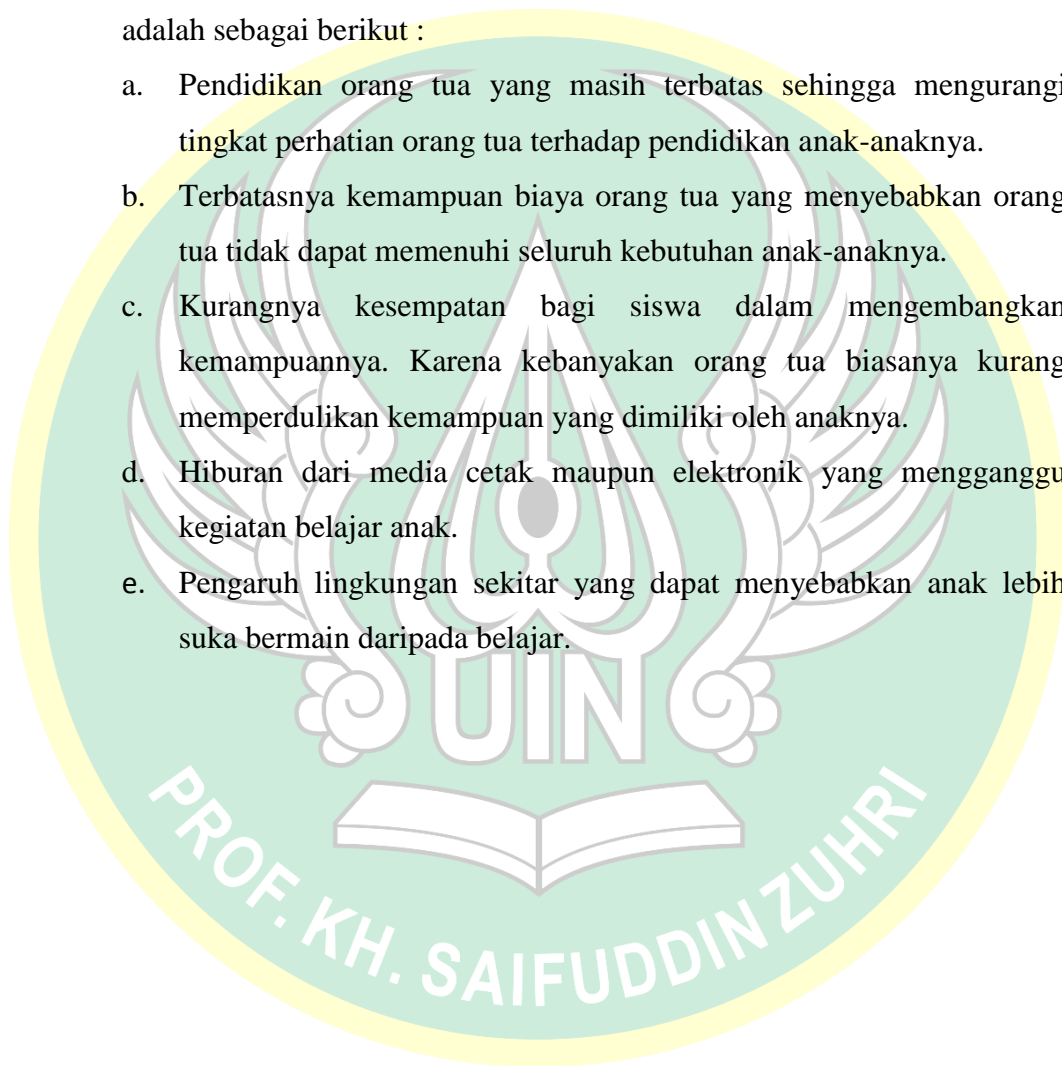 adalah sebagai berikut :
a. Pendidikan orang tua yang masih terbatas sehingga mengurangi
tingkat perhatian orang tua terhadap pendidikan anak-anaknya.
b. Terbatasnya kemampuan biaya orang tua yang menyebabkan orang
tua tidak dapat memenuhi seluruh kebutuhan anak-anaknya.
c. Kurangnya kesempatan bagi siswa dalam mengembangkan
kemampuannya. Karena kebanyakan orang tua biasanya kurang
memperdulikan kemampuan yang dimiliki oleh anaknya.
d. Hiburan dari media cetak maupun elektronik yang mengganggu
kegiatan belajar anak.
e. Pengaruh lingkungan sekitar yang dapat menyebabkan anak lebih
suka bermain daripada belajar.
UIN
PROF. KH. SAIFUDDIN ZUHRI